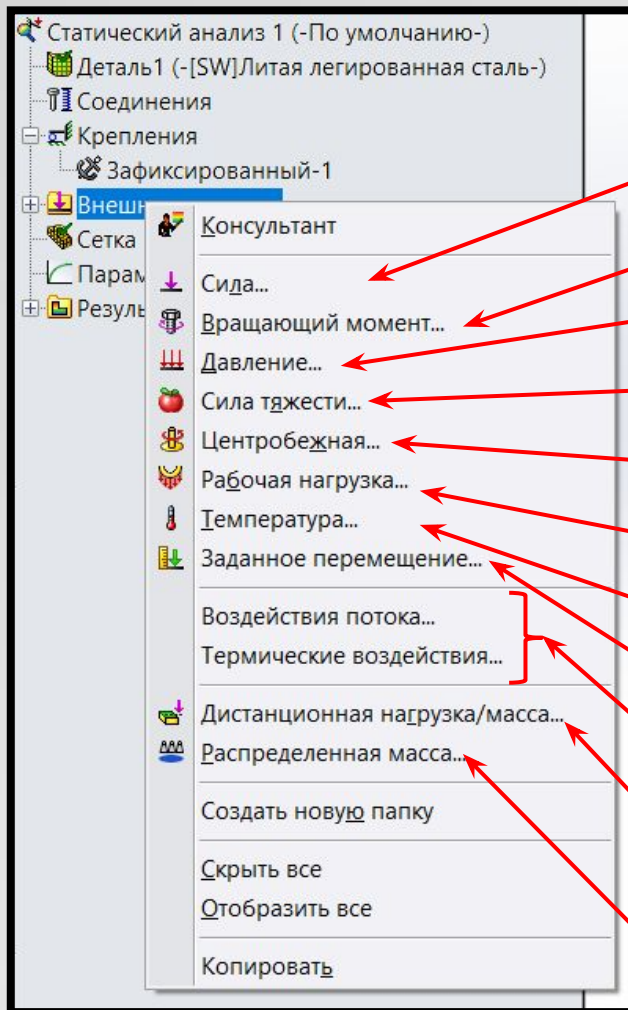 Статический анализ 1 (-По умолчанию-)
Деталь1 (-[SW]Литая легированная сталь-)
Соединения
Крепления
Зафиксированный-1
Внешн
Сетка
Парам
Резуль
Консультант
Сила...
Вращающий момент...
Давление...
Сила тяжести...
Центробежная...
Рабочая нагрузка...
Температура...
Заданное перемещение...
Воздействия потока...
Термические воздействия...
Дистанционная нагрузка/масса...
Распределенная масса...
Создать новую папку
Скрыть все
Отобразить все
Копировать